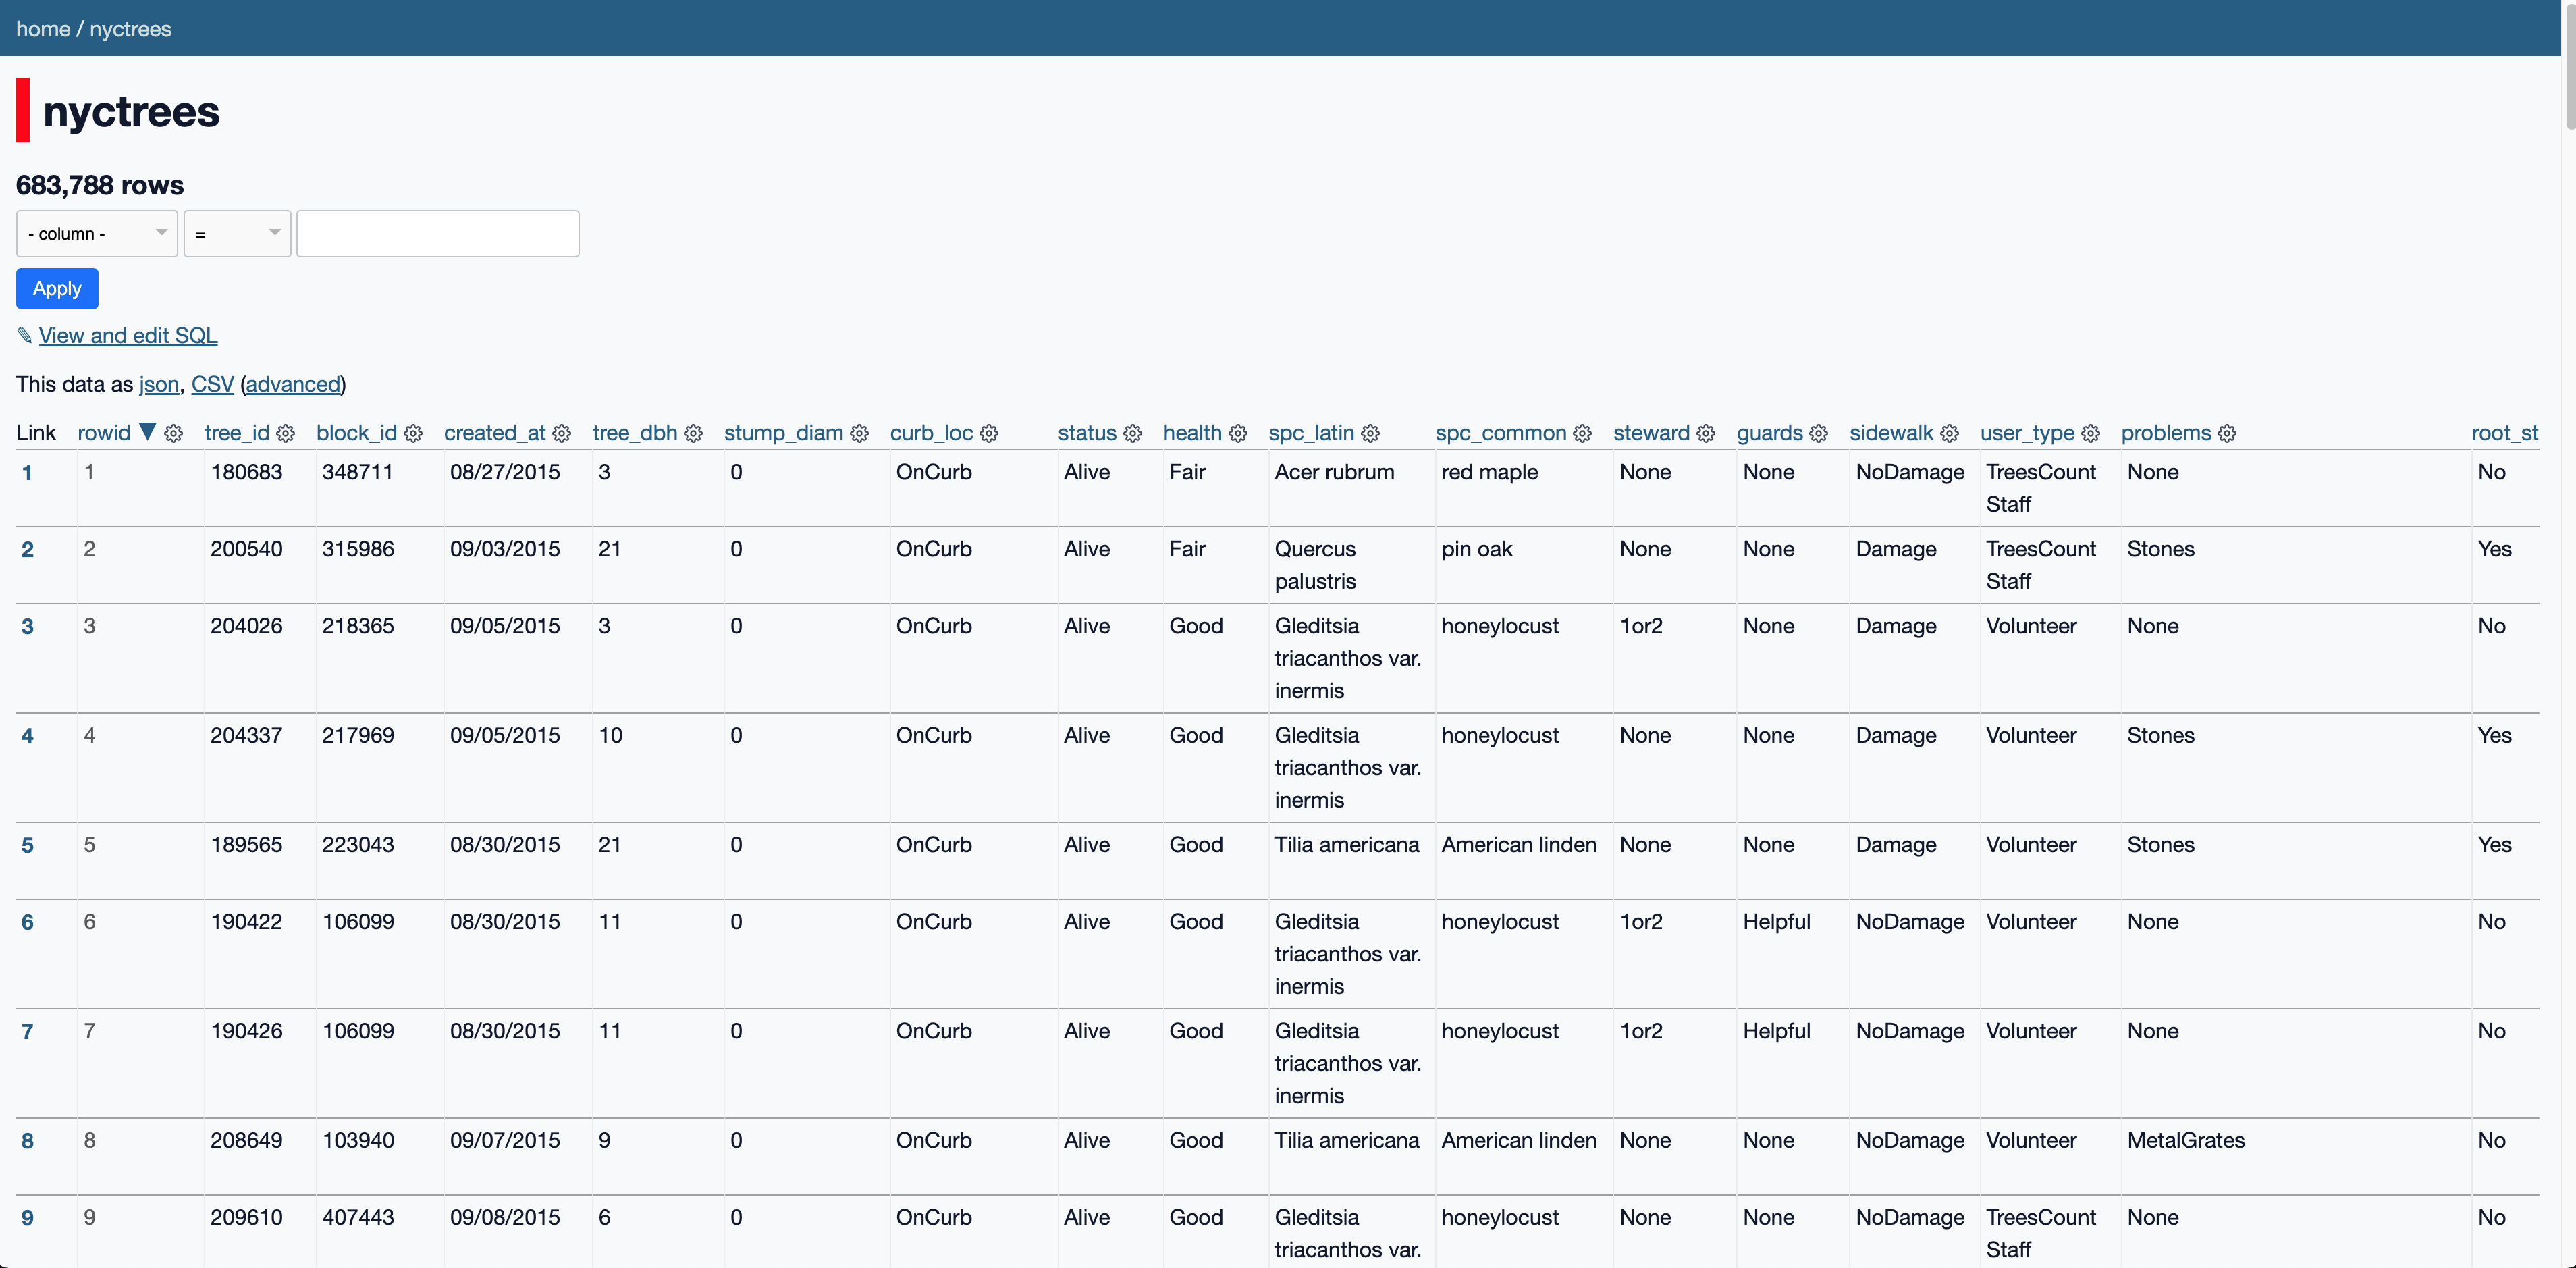 home / nyctrees
nyctrees
683,788 rows
- column - =
Apply
✎ View and edit SQL
This data as json, CSV (advanced)
Link rowid ▼ tree_id block_id created_at tree_dbh stump_diam curb_loc status health spc_latin spc_common steward guards sidewalk user_type problems root_st
1 1 180683 348711 08/27/2015 3 0 OnCurb Alive Fair Acer rubrum red maple None None NoDamage TreesCount None No
Staff
2 2 200540 315986 09/03/2015 21 0 OnCurb Alive Fair Quercus pin oak None None Damage TreesCount Stones Yes
palustris Staff
3 3 204026 218365 09/05/2015 3 0 OnCurb Alive Good Gleditsia honeylocust 1or2 None Damage Volunteer None No
triacanthos var.
inermis
4 4 204337 217969 09/05/2015 10 0 OnCurb Alive Good Gleditsia honeylocust None None Damage Volunteer Stones Yes
triacanthos var.
inermis
5 5 189565 223043 08/30/2015 21 0 OnCurb Alive Good Tilia americana American linden None None Damage Volunteer Stones Yes
6 6 190422 106099 08/30/2015 11 0 OnCurb Alive Good Gleditsia honeylocust 1or2 Helpful NoDamage Volunteer None No
triacanthos var.
inermis
7 7 190426 106099 08/30/2015 11 0 OnCurb Alive Good Gleditsia honeylocust 1or2 Helpful NoDamage Volunteer None No
triacanthos var.
inermis
8 8 208649 103940 09/07/2015 9 0 OnCurb Alive Good Tilia americana American linden None None NoDamage Volunteer MetalGrates No
9 9 209610 407443 09/08/2015 6 0 OnCurb Alive Good Gleditsia honeylocust None None NoDamage TreesCount None No
triacanthos var. Staff